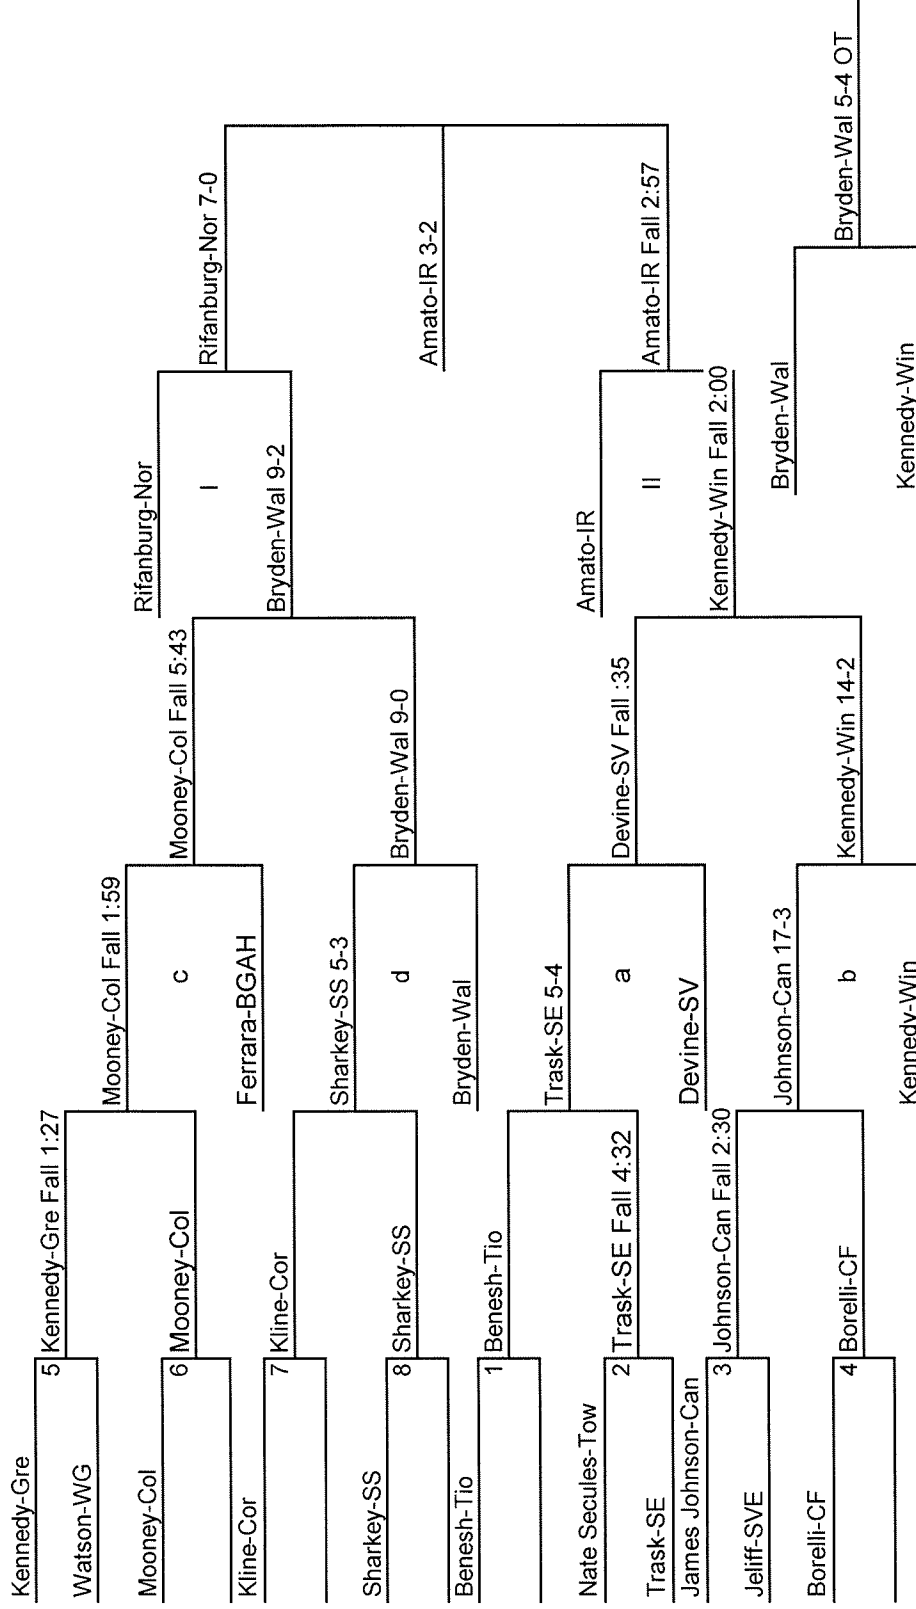 Kennedy-Gre
5
Watson-WG
Mooney-Col
6
Kline-Cor
7
Sharkey-SS
8
Benesh-Tio
1
Nate Secules-Tow
2
Trask-SE
James Johnson-Can
3
Jeliff-SVE
Borelli-CF
4
Kennedy-Gre Fall 1:27
Mooney-Col
Kline-Cor
Sharkey-SS
Benesh-Tio
Trask-SE Fall 4:32
Johnson-Can Fall 2:30
Borelli-CF
Mooney-Col Fall 1:59
c
Ferrara-BGAH
Sharkey-SS 5-3
d
Bryden-Wal
Trask-SE 5-4
a
Devine-SV
Johnson-Can 17-3
b
Kennedy-Win
Mooney-Col Fall 5:43
Bryden-Wal 9-0
Devine-SV Fall :35
Kennedy-Win 14-2
Rifanburg-Nor
I
Bryden-Wal 9-2
Amato-IR
II
Kennedy-Win Fall 2:00
Rifanburg-Nor 7-0
Amato-IR 3-2
Amato-IR Fall 2:57
Bryden-Wal
Kennedy-Win
Bryden-Wal 5-4 OT